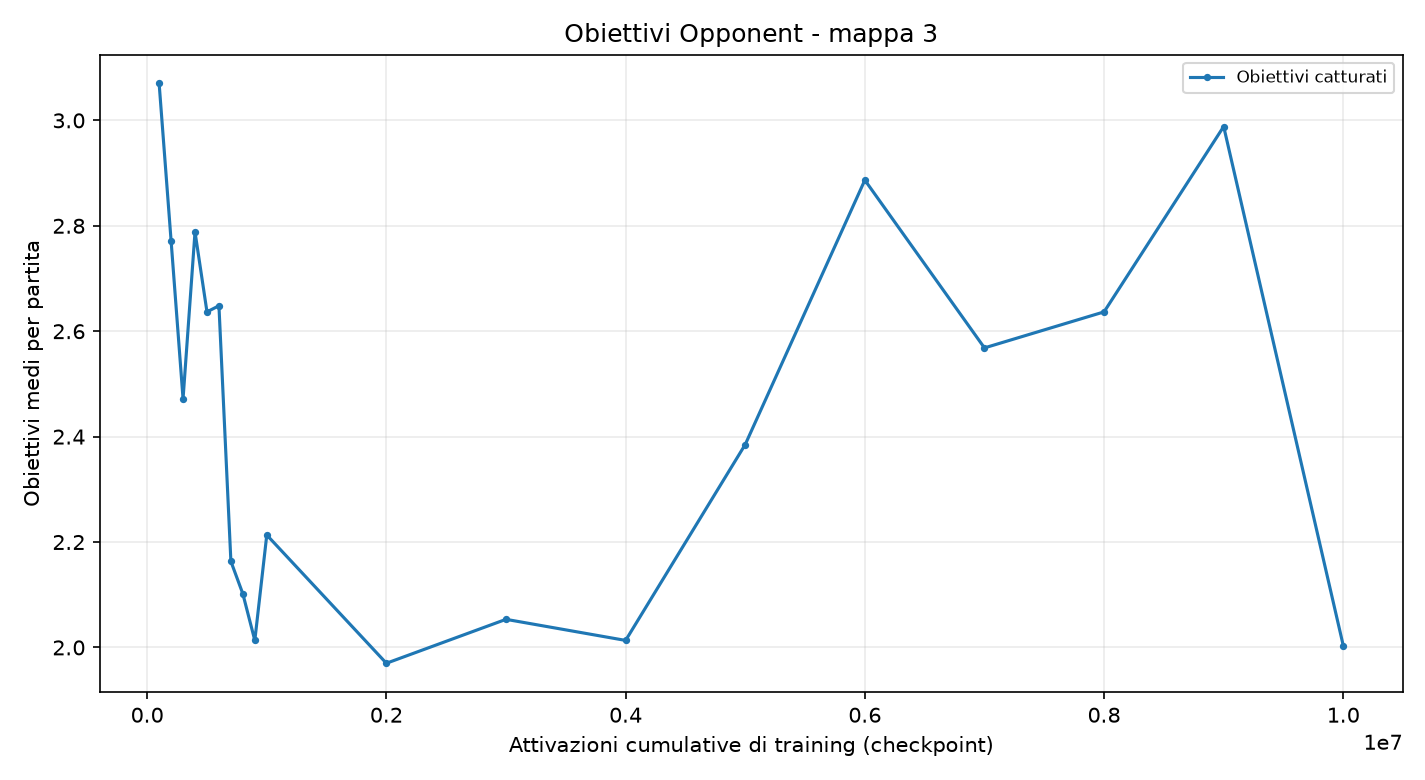 Obiettivi Opponent - mappa 3
Obiettivi catturati
Obiettivi medi per partita
3.0
2.8
2.6
2.4
2.2
2.0
0.0 0.2 0.4 0.6 0.8 1.0
1e7
Attivazioni cumulative di training (checkpoint)